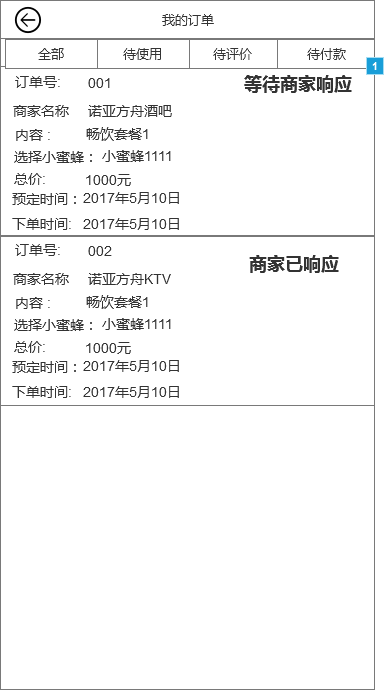 我的订单
全部 待使用 待评价 待付款
1
订单号: 001 等待商家响应
商家名称 诺亚方舟酒吧
内容 : 畅饮套餐1
选择小蜜蜂 : 小蜜蜂1111
总价: 1000元
预定时间 : 2017年5月10日
下单时间: 2017年5月10日
订单号: 002 商家已响应
商家名称 诺亚方舟KTV
内容 : 畅饮套餐1
选择小蜜蜂 : 小蜜蜂1111
总价: 1000元
预定时间 : 2017年5月10日
下单时间: 2017年5月10日